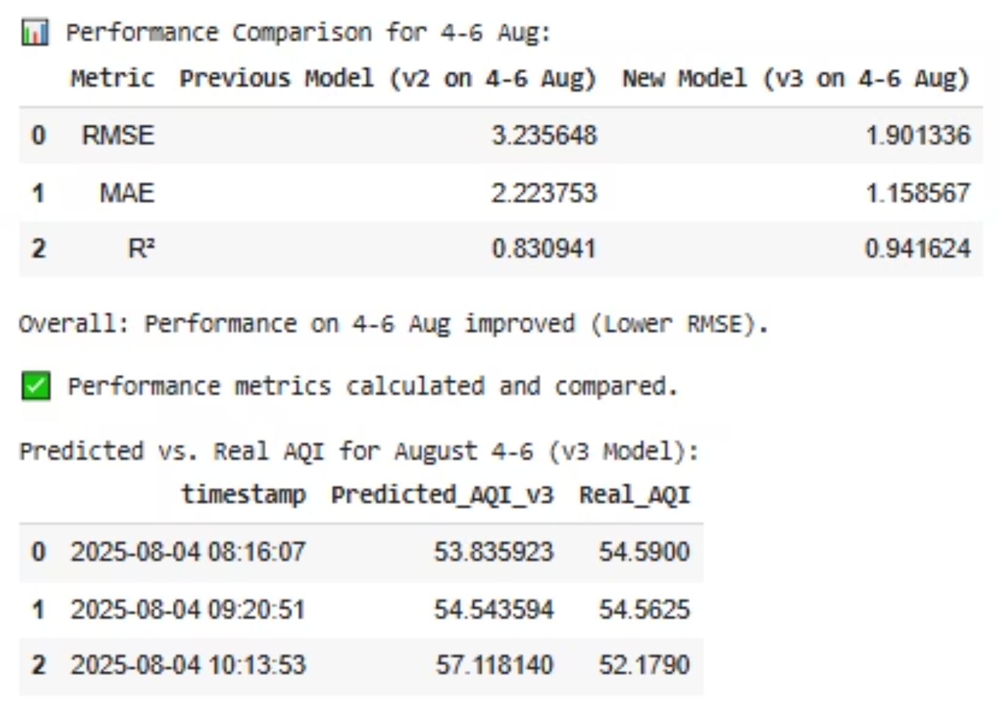 📊 Performance Comparison for 4-6 Aug:
Metric Previous Model (v2 on 4-6 Aug) New Model (v3 on 4-6 Aug)
0 RMSE 3.235648 1.901336
1 MAE 2.223753 1.158567
2 R² 0.830941 0.941624
Overall: Performance on 4-6 Aug improved (Lower RMSE).
✅ Performance metrics calculated and compared.
Predicted vs. Real AQI for August 4-6 (v3 Model):
timestamp Predicted_AQI_v3 Real_AQI
0 2025-08-04 08:16:07 53.835923 54.5900
1 2025-08-04 09:20:51 54.543594 54.5625
2 2025-08-04 10:13:53 57.118140 52.1790